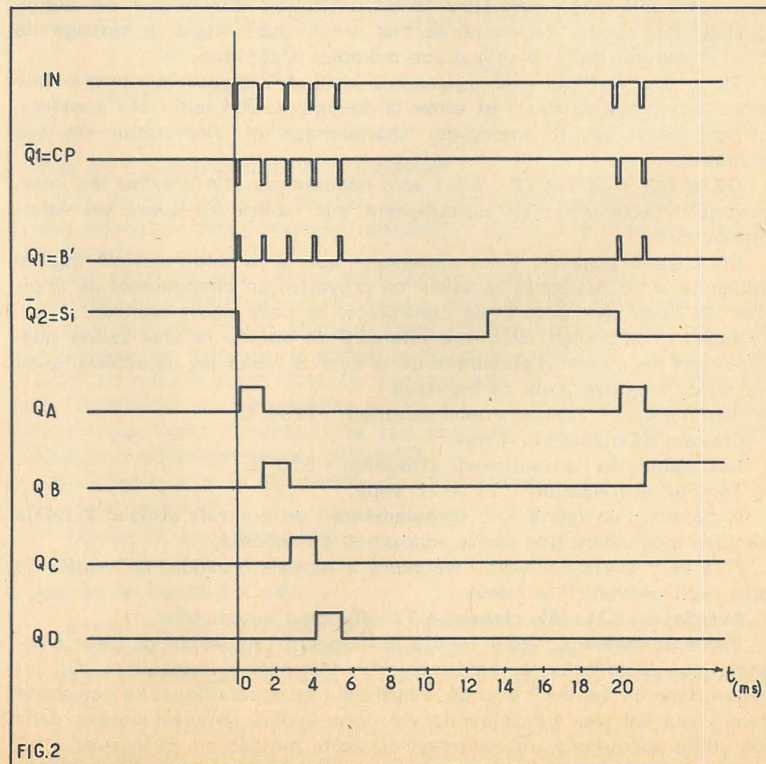 IN
Q̄1=CP
Q1=B'
Q̄2=Si
QA
QB
QC
QD
0 2 4 6 8 10 12 14 16 18 20
t(ms)
FIG.2